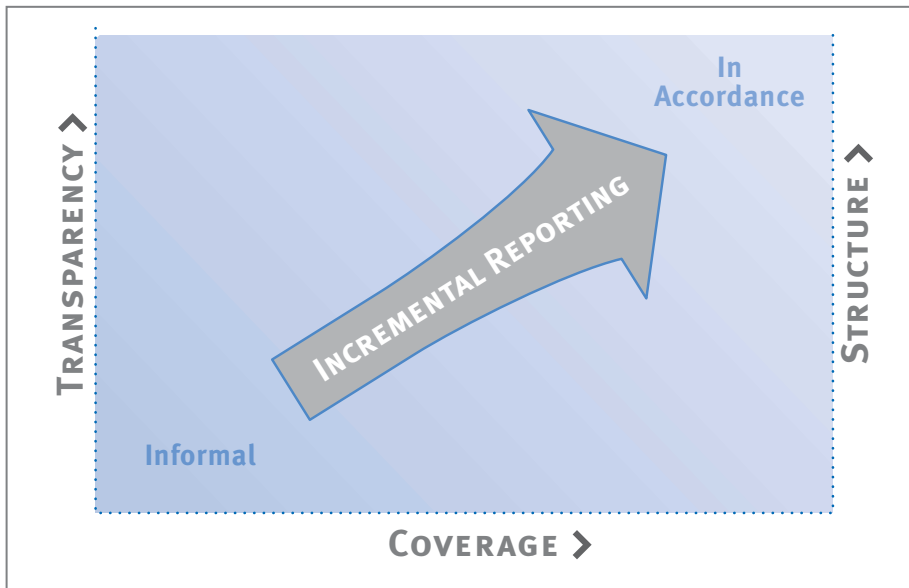 In
Accordance
TRANSPARENCY >
STRUCTURE >
INCREMENTAL REPORTING
Informal
COVERAGE >